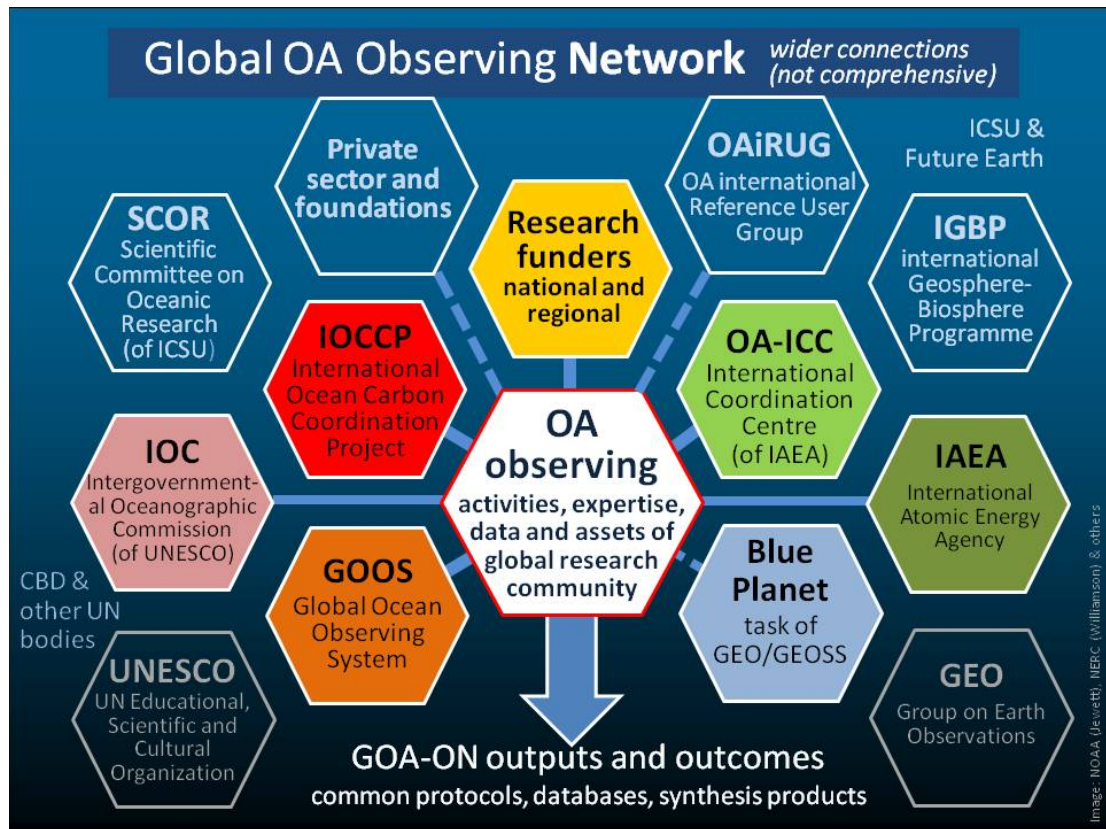 Global OA Observing Network
wider connections
(not comprehensive)
Private
sector and
foundations
OAiRUG
OA international
Reference User
Group
ICSU &
Future Earth
SCOR
Scientific
Committee on
Oceanic
Research
(of ICSU)
Research
funders
national and
regional
IGBP
international
Geosphere-
Biosphere
Programme
IOCCP
International
Ocean Carbon
Coordination
Project
OA-ICC
International
Coordination
Centre
(of IAEA)
IOC
Intergovernment-
al Oceanographic
Commission
(of UNESCO)
OA
observing
activities, expertise,
data and assets of
global research
community
IAEA
International
Atomic Energy
Agency
GOOS
Global Ocean
Observing
System
Blue
Planet
task of
GEO/GEOSS
CBD &
other UN
bodies
UNESCO
UN Educational,
Scientific and
Cultural
Organization
GEO
Group on Earth
Observations
GOA-ON outputs and outcomes
common protocols, databases, synthesis products
Image: NOAA (Jewett), NERC (Williamson) & others